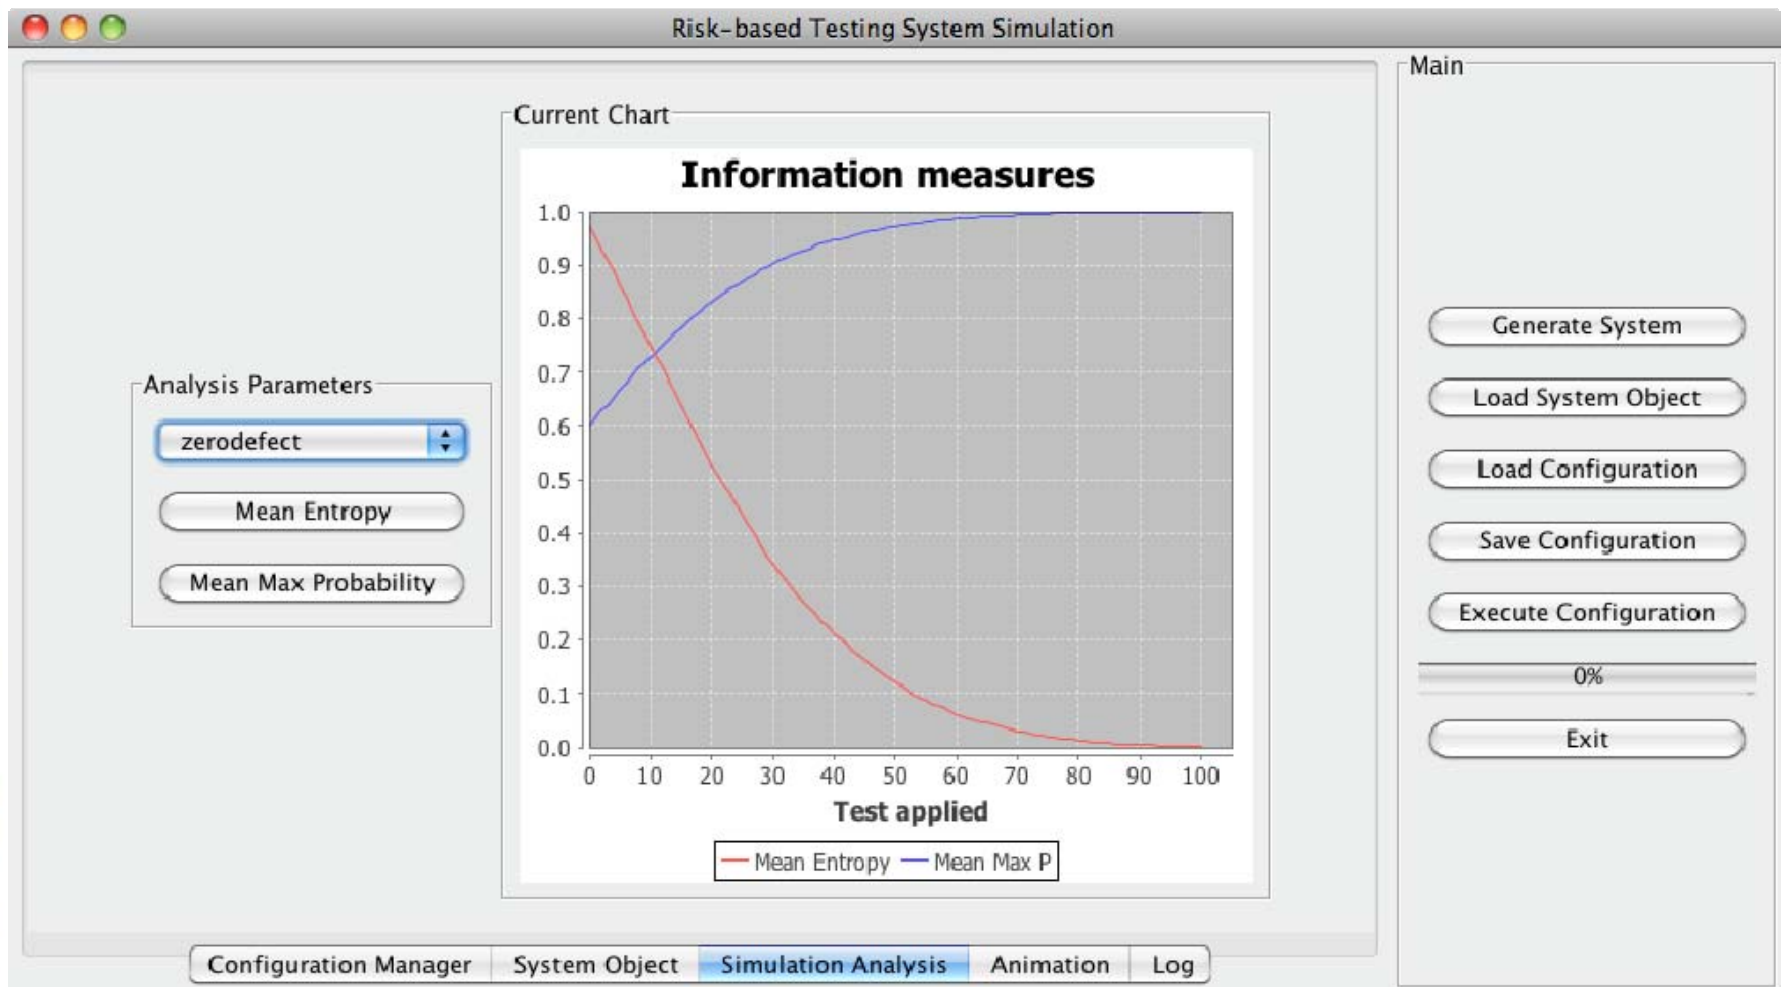 Risk-based Testing System Simulation
Main
Current Chart
Information measures
1.0
0.9
0.8
0.7
0.6
0.5
0.4
0.3
0.2
0.1
0.0
0 10 20 30 40 50 60 70 80 90 100
Test applied
Mean Entropy Mean Max P
Analysis Parameters
zerodefect
Mean Entropy
Mean Max Probability
Generate System
Load System Object
Load Configuration
Save Configuration
Execute Configuration
0%
Exit
Configuration Manager System Object Simulation Analysis Animation Log